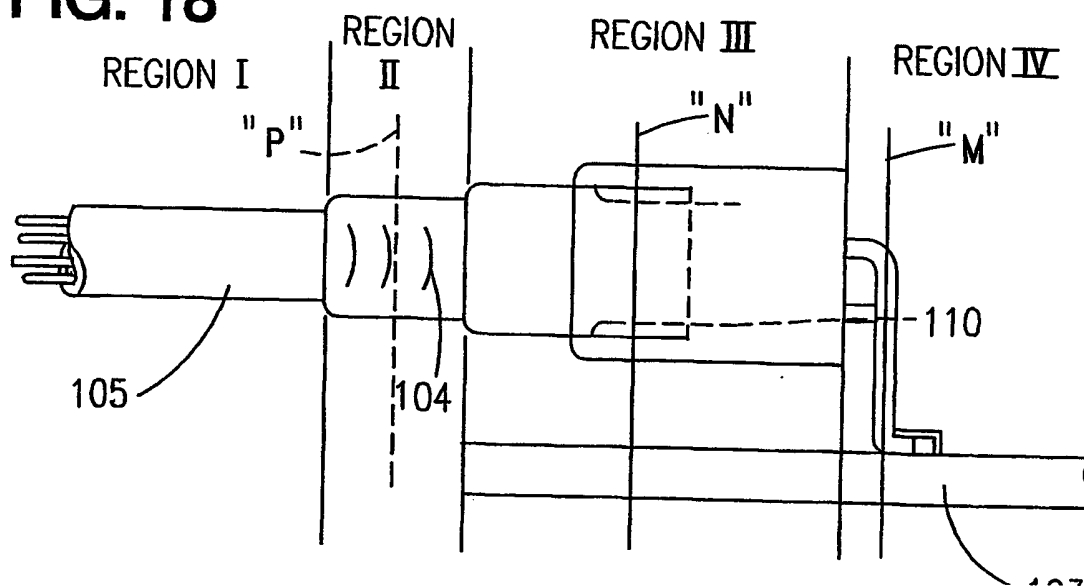 FIG. 18
REGION I
REGION II
REGION III
REGION IV
"P"
"N"
"M"
110
105
104